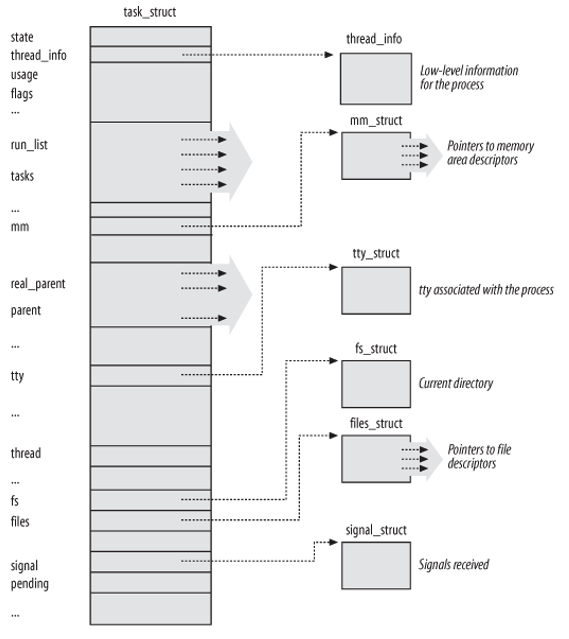 task_struct
state
thread_info
usage
flags
...
run_list
tasks
...
mm
real_parent
parent
...
tty
...
thread
...
fs
files
signal
pending
...
thread_info
Low-level information
for the process
mm_struct
Pointers to memory
area descriptors
tty_struct
tty associated with the process
fs_struct
Current directory
files_struct
Pointers to file
descriptors
signal_struct
Signals received